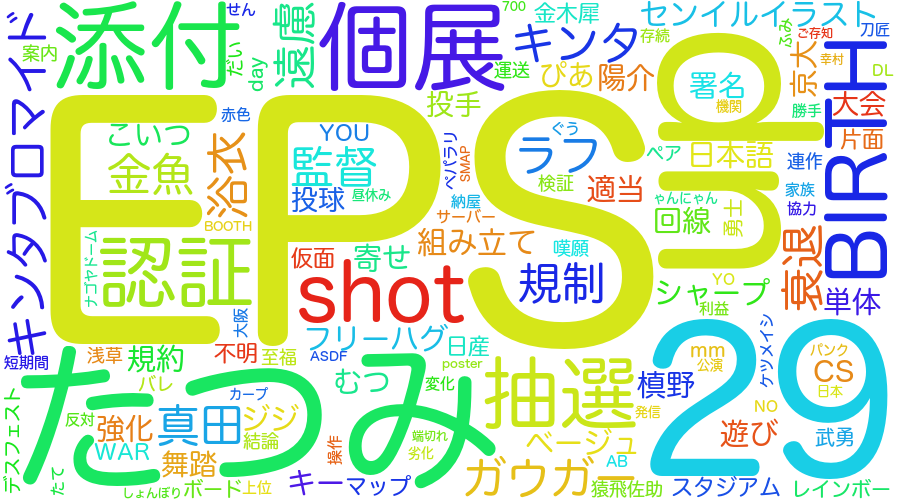 案内
せん
700
センイルイラスト
添付
だい
day
遠慮
個展
金木犀
キンタ
存続
ふみ
ご存知
刀匠
運送
ぴあ
陽介
署名
京大
幸村
DL
BIRTH
キンタブロマイド
赤色
投手
機関
勝手
大会
片面
こいつ
YOU
ペパラリ
SMAP
ぐう
ラフ
ペア
日本語
連作
金魚
浴衣
監督
投球
昼休み
納屋
検証
適当
ゃんにゃん
家族
協力
EPS
und
BOOTH
サーバー
回線
勇士
衰退
ナゴヤドーム
認証
仮面
寄せ
組み立て
嘆願
shot
規制
シャープ
YO
利益
単体
大阪
フリーハグ
日産
短期間
浅草
規約
不明
至福
ASDF
poster
mm
公演
ケツメイシ
パンク
CS
日本
バレ
カープ
むつ
変化
抽選
槙野
たつみ
29
デスフェスト
反対
強化
真田
ジジ
結論
発信
NO
遊び
武勇
WAR
舞踏
操作
端切れ
劣化
ベージュ
AB
たて
しょんぼり
ボード
上位
キーマップ
ガウガー
猿飛佐助
スタジアム
レインボー